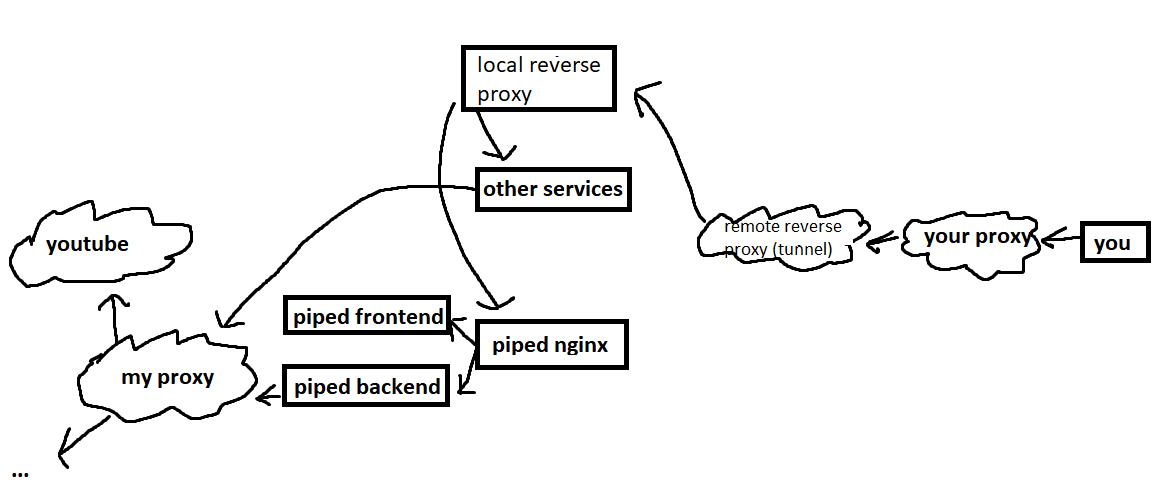 local reverse
proxy
other services
youtube
remote reverse
proxy (tunnel)
your proxy
you
piped frontend
piped nginx
my proxy
piped backend
...